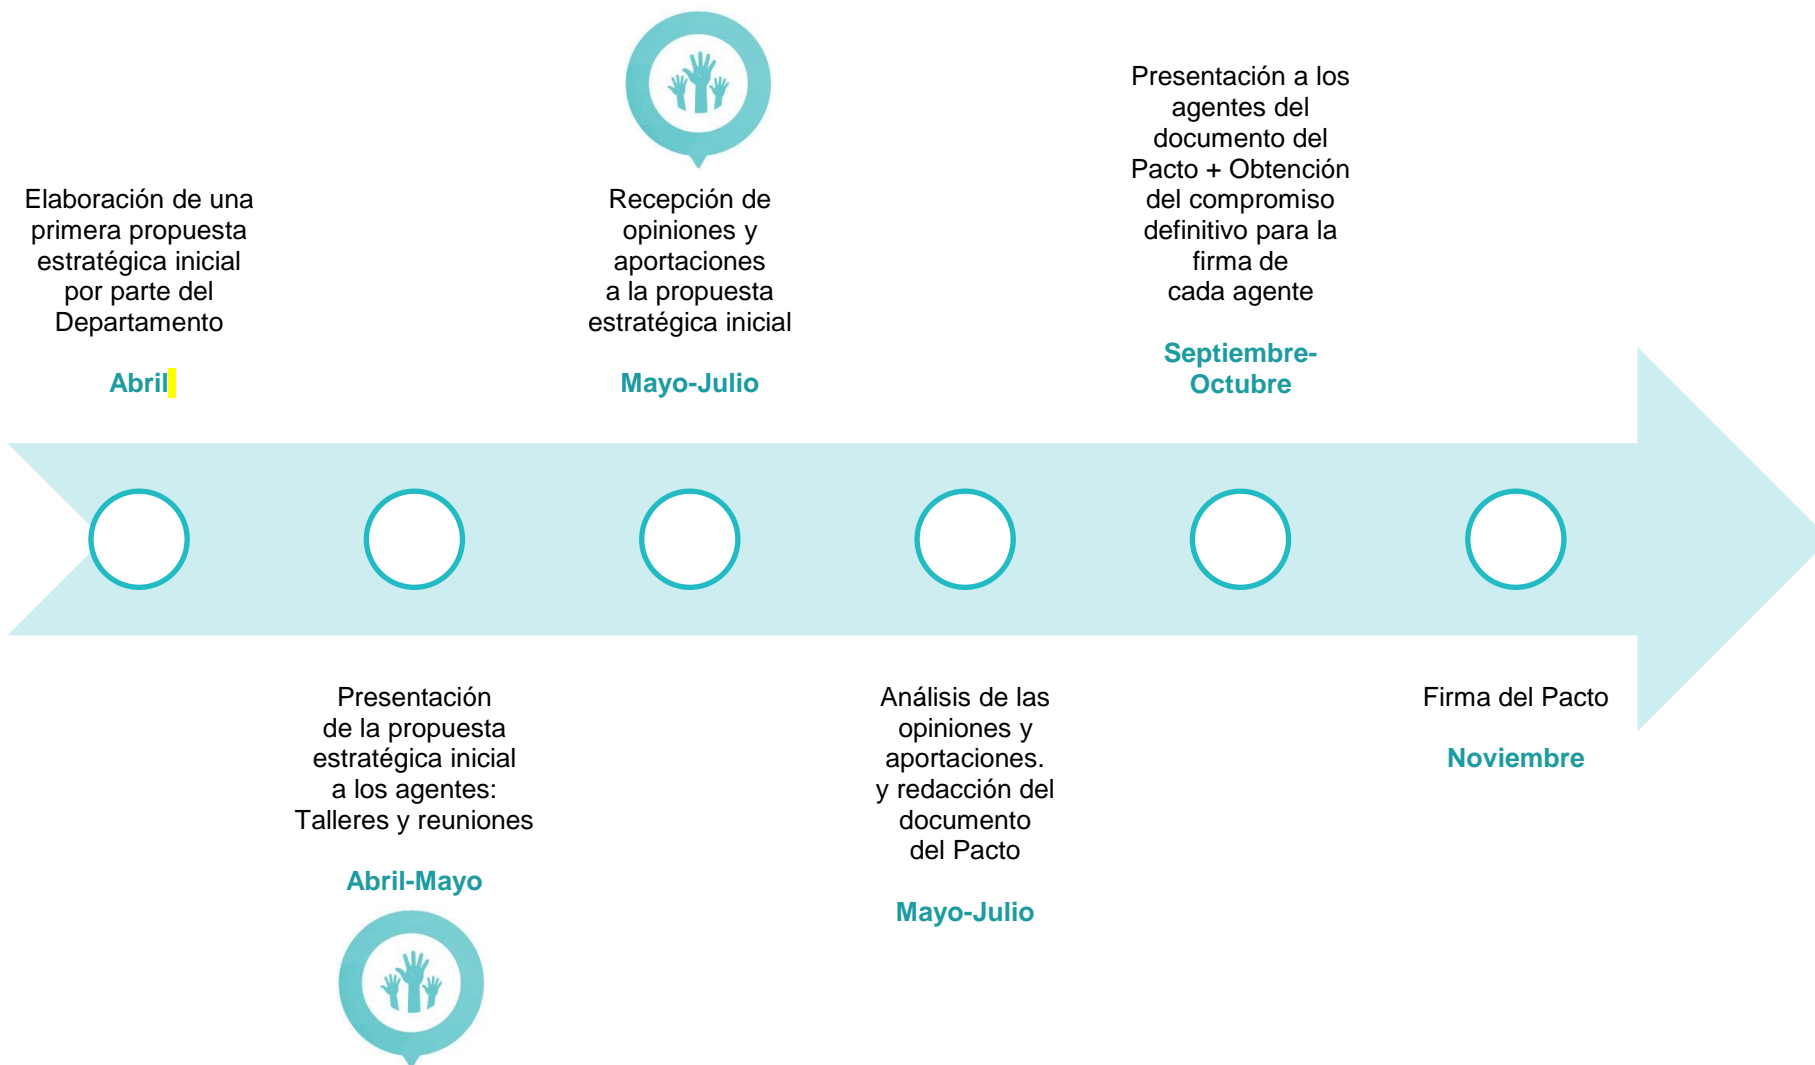 Elaboración de una
primera propuesta
estratégica inicial
por parte del
Departamento
Abril
Presentación
de la propuesta
estratégica inicial
a los agentes:
Talleres y reuniones
Abril-Mayo
Recepción de
opiniones y
aportaciones
a la propuesta
estratégica inicial
Mayo-Julio
Análisis de las
opiniones y
aportaciones.
y redacción del
documento
del Pacto
Mayo-Julio
Presentación a los
agentes del
documento del
Pacto + Obtención
del compromiso
definitivo para la
firma de
cada agente
Septiembre-
Octubre
Firma del Pacto
Noviembre